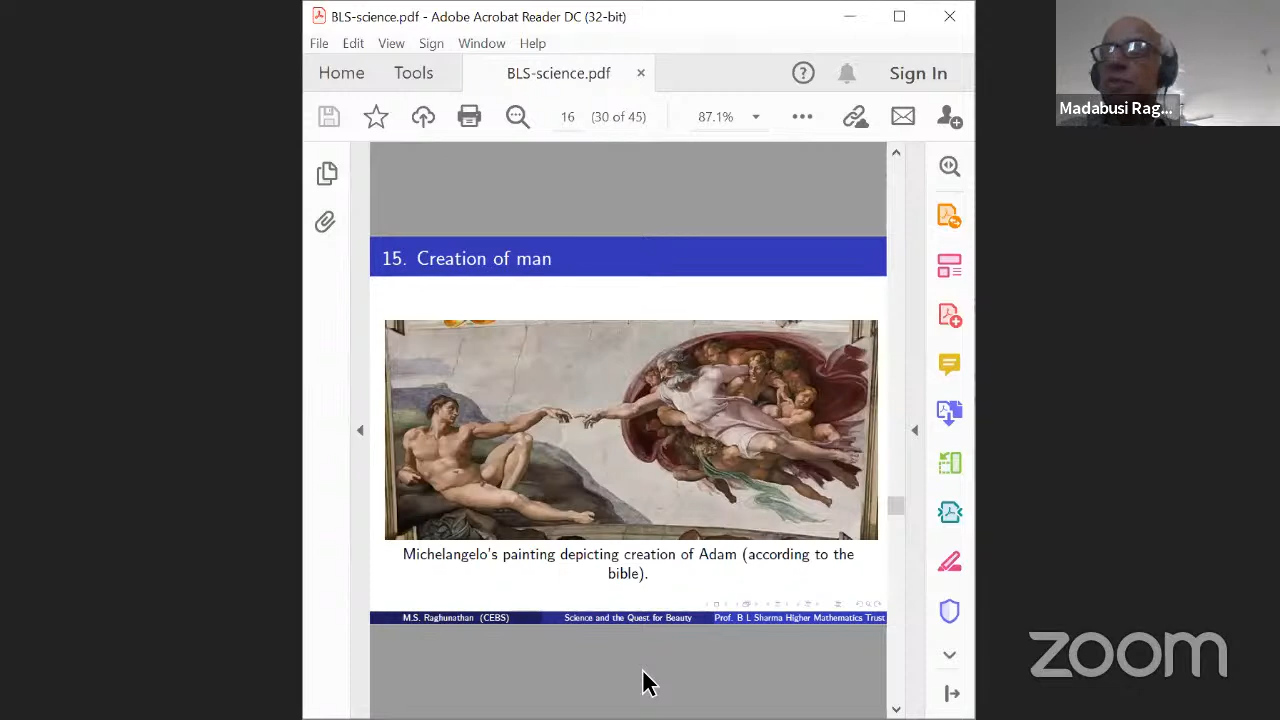 BLS-science.pdf - Adobe Acrobat Reader DC (32-bit)
File Edit View Sign Window Help
Home Tools BLS-science.pdf × Sign In
16 (30 of 45) 87.1%
Madabusi Rag...
15. Creation of man
Michelangelo's painting depicting creation of Adam (according to the
bible).
M.S. Raghunathan (CEBS) Science and the Quest for Beauty Prof. B L Sharma Higher Mathematics Trust
zoom